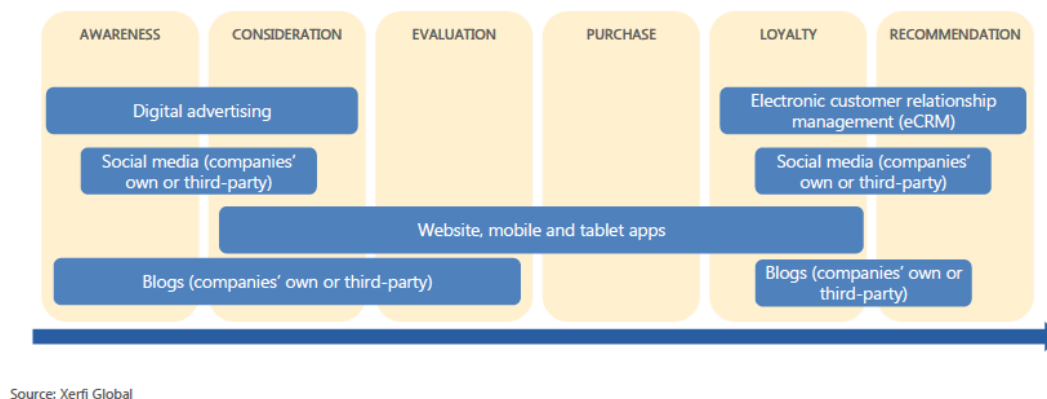 AWARENESS
CONSIDERATION
EVALUATION
PURCHASE
LOYALTY
RECOMMENDATION
Digital advertising
Electronic customer relationship
management (eCRM)
Social media (companies’
own or third-party)
Social media (companies’
own or third-party)
Website, mobile and tablet apps
Blogs (companies’ own or third-party)
Blogs (companies’ own or
third-party)
Source: Xerfi Global